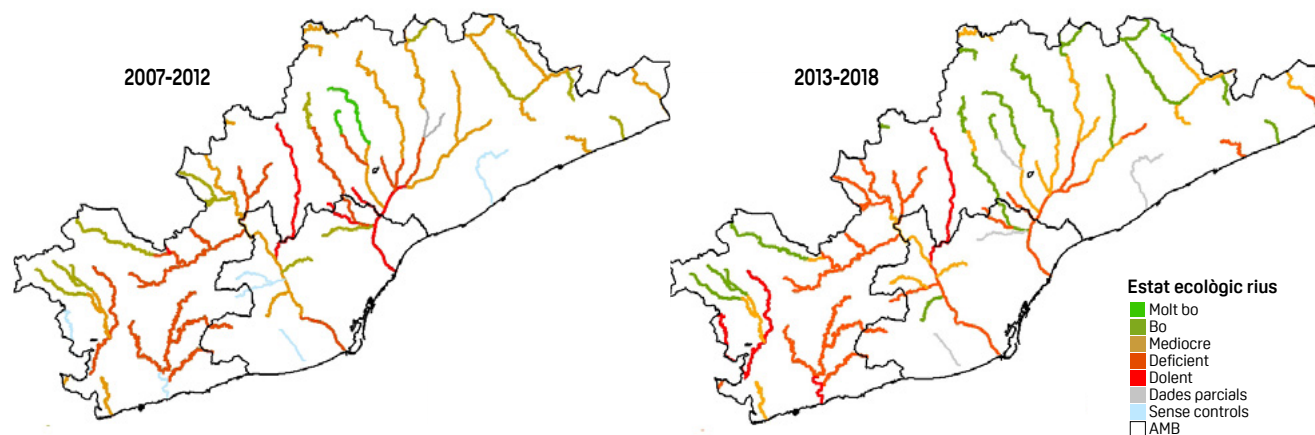 2007-2012
2013-2018
Estat ecològic rius
Molt bo
Bo
Mediocre
Deficient
Dolent
Dades parcials
Sense controls
AMB